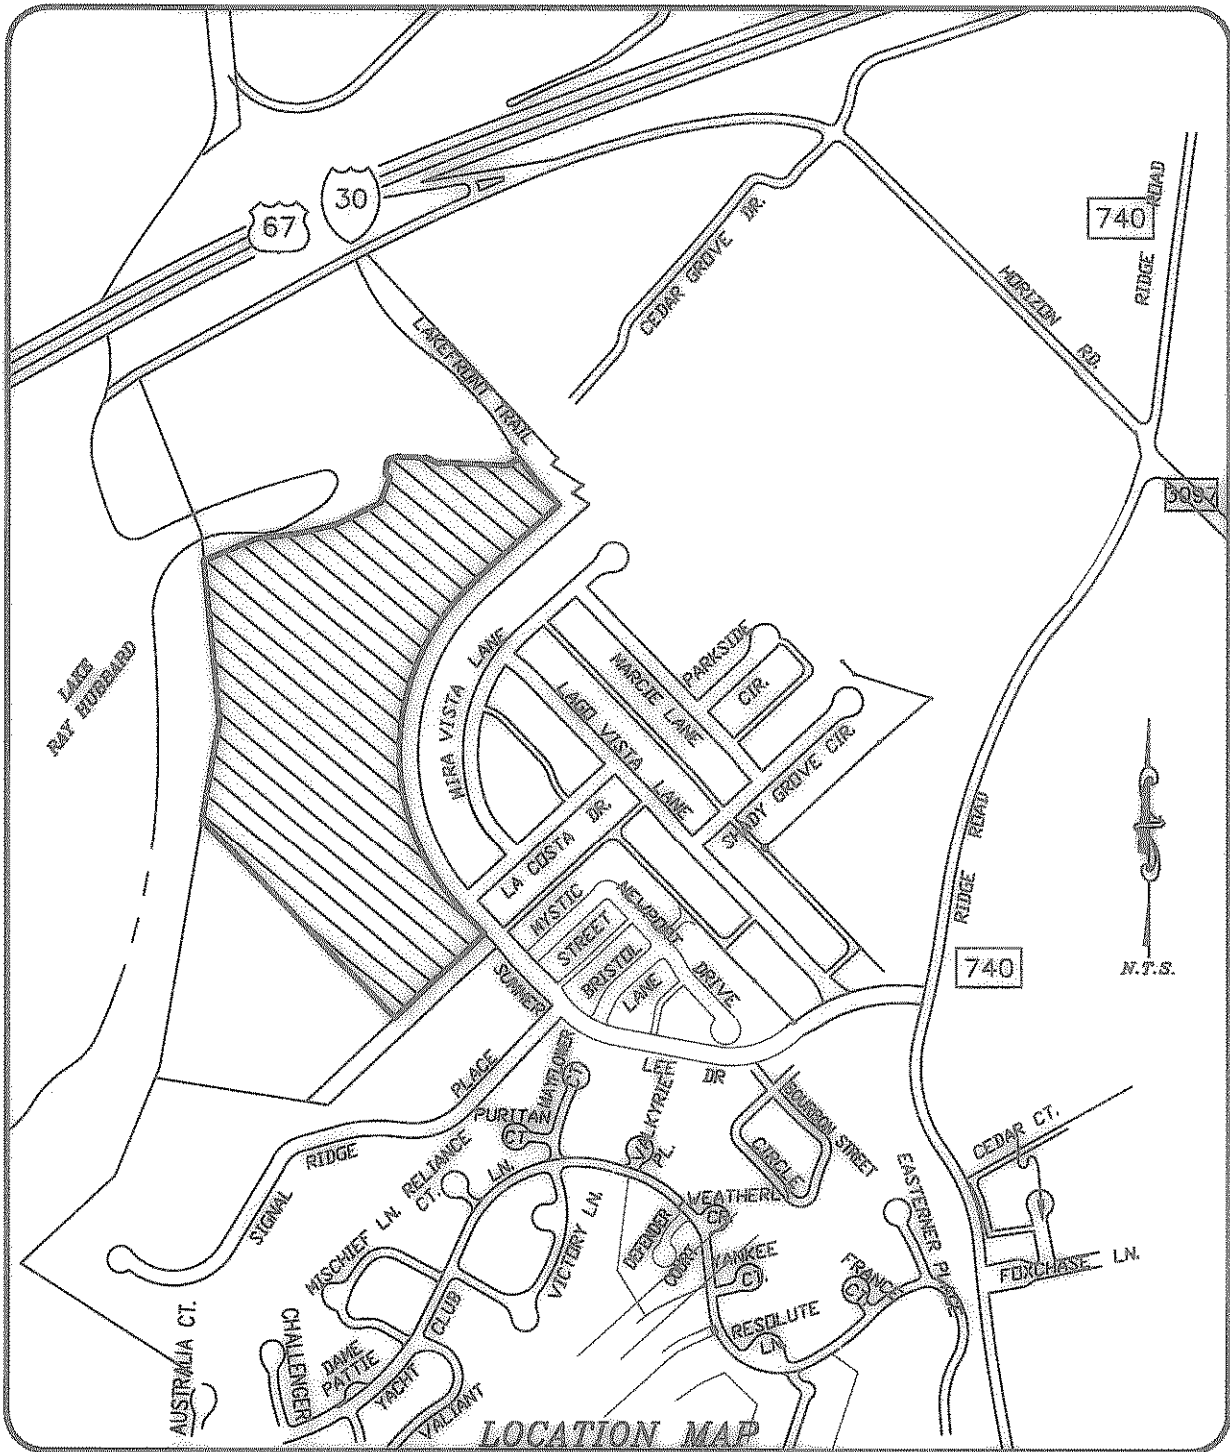 30
67
740
RIDGE ROAD
CEDAR GROVE DR.
HORIZON RD.
LAKEFRONT TRAIL
3097
LAKE
RAY HUBBARD
MIRA VISTA LANE
MARCIE LANE
PARKSIDE
CIR.
LAGO VISTA LANE
SHADY GROVE CIR.
LA COSTA DR.
RIDGE ROAD
MYSTIC
STREET
NEWPORT DRIVE
BRISTOL
LANE
740
N.T.S.
SUMMER
LEE
DR
SIGNAL RIDGE PLACE
MAYFLOWER
CT
PURITAN
CT
VALKYRIE
PL.
BOURBON STREET
CIRCLE
CEDAR CT.
RELIANCE
CT.
LN.
EASTERNER PLACE
WEATHERLY
CT
MISCHIEF LN.
VICTORY LN.
DEFENDER
COURT
YANKEE
CT.
FRANCE
CT
FOXCHASE LN.
RESOLUTE
LN
AUSTRALIA CT.
CHALLENGER
DAME
PATTIE
YACHT CLUB
VALIANT
LOCATION MAP